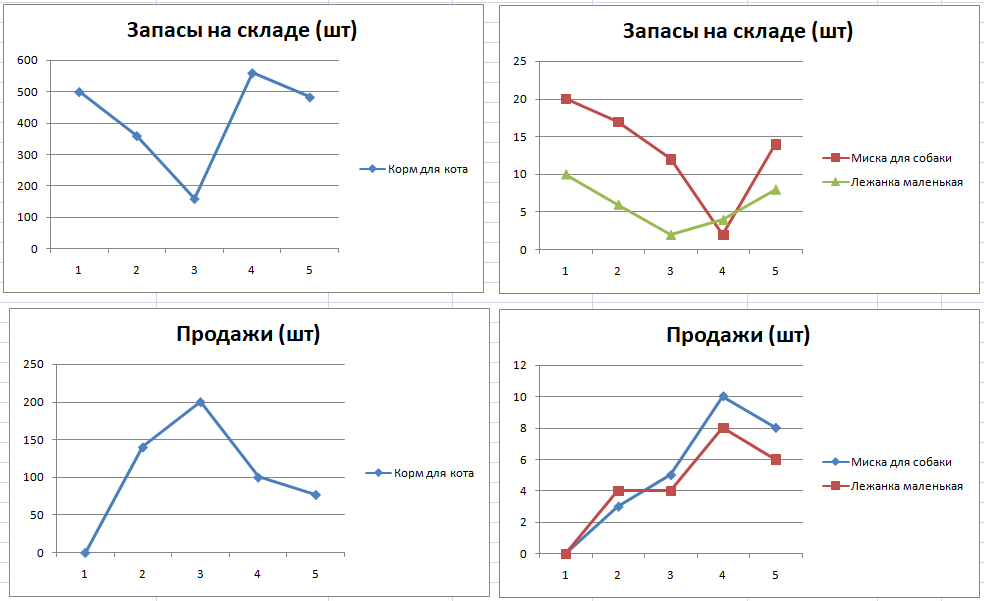 Запасы на складе (шт)
600
500
400
300
200
100
0
1 2 3 4 5
Корм для кота
Запасы на складе (шт)
25
20
15
10
5
0
1 2 3 4 5
Миска для собаки
Лежанка маленькая
Продажи (шт)
250
200
150
100
50
0
1 2 3 4 5
Корм для кота
Продажи (шт)
12
10
8
6
4
2
0
1 2 3 4 5
Миска для собаки
Лежанка маленькая